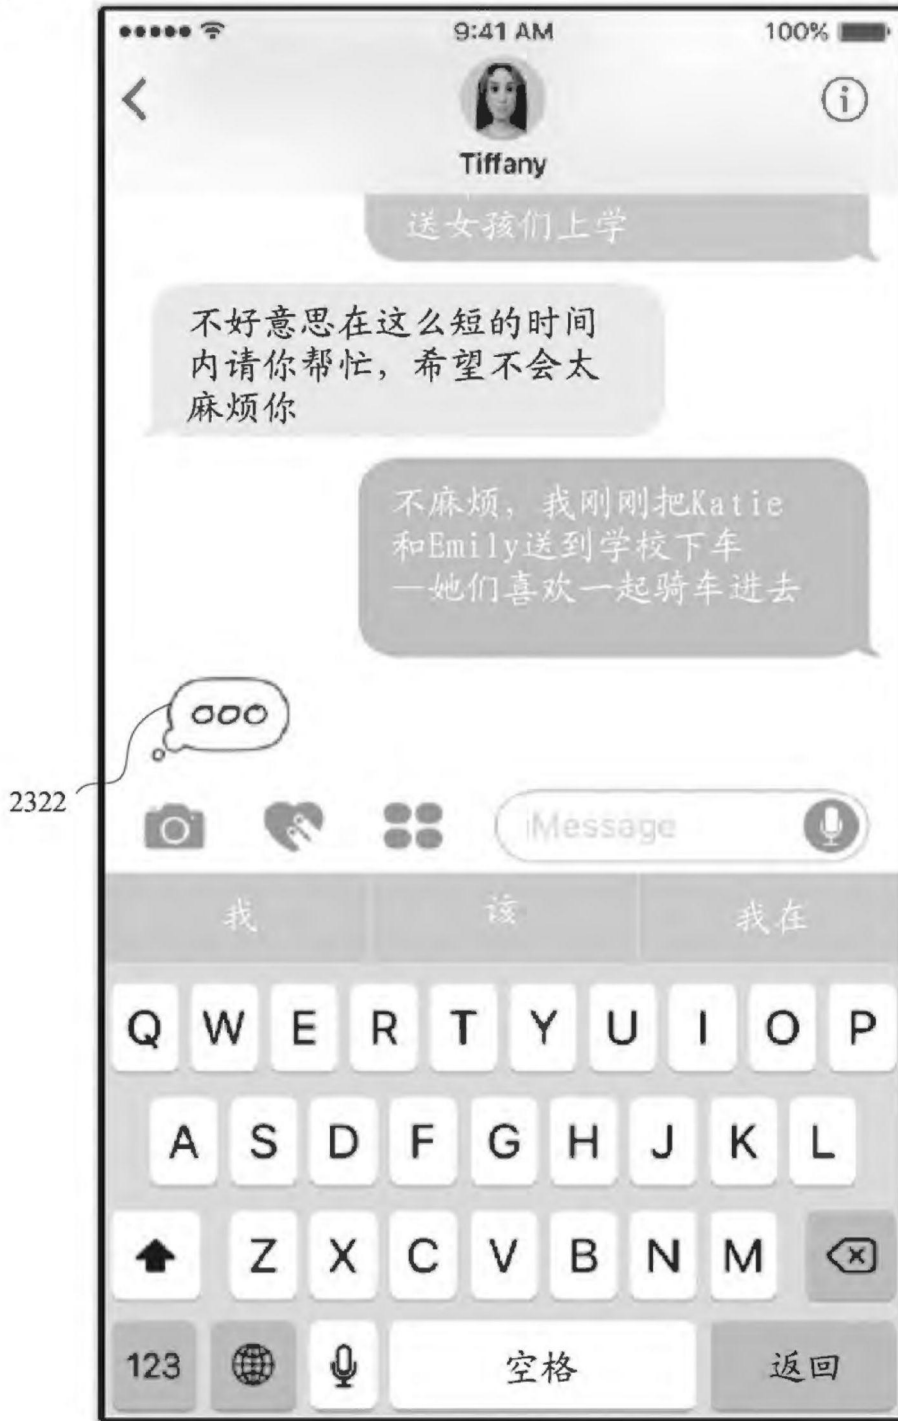 9:41 AM
100%
Tiffany
送女孩们上学
不好意思在这么短的时间
内请你帮忙，希望不会太
麻烦你
不麻烦，我刚刚把Katie
和Emily送到学校下车
—她们喜欢一起骑车进去
2322
iMessage
我 该 我在
Q W E R T Y U I O P
A S D F G H J K L
Z X C V B N M
123 空格 返回